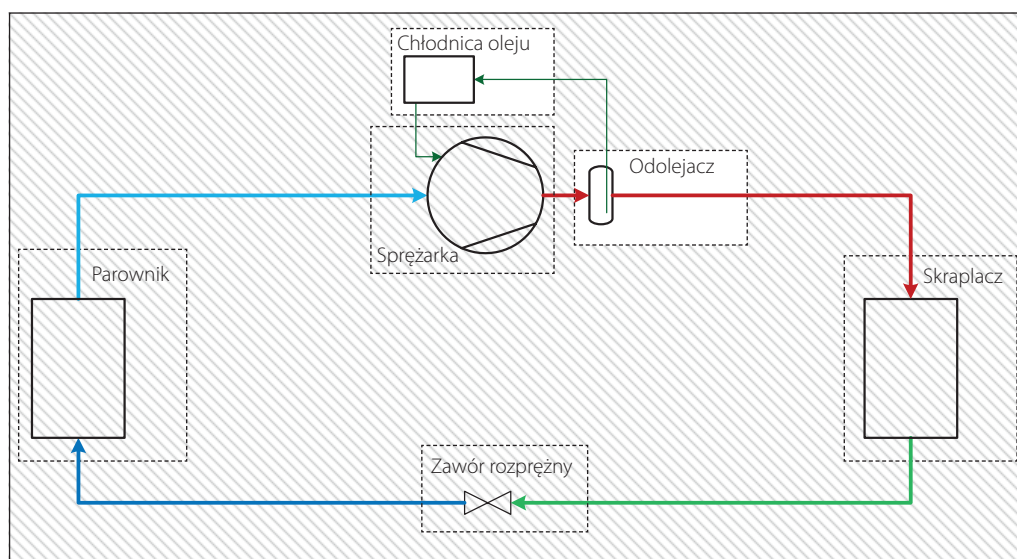 Chłodnica oleju
Odolejacz
Sprężarka
Parownik
Skraplacz
Zawór rozprężny